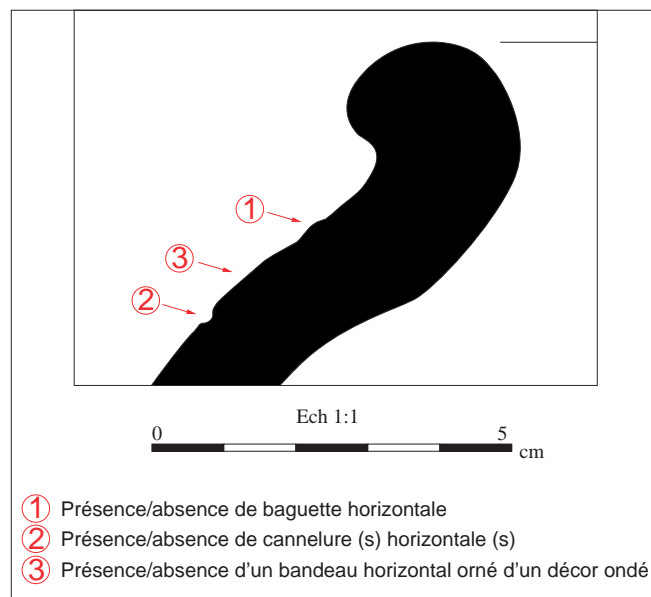 ①
③
②
Ech 1:1
0 5
cm
① Présence/absence de baguette horizontale
② Présence/absence de cannelure (s) horizontale (s)
③ Présence/absence d'un bandeau horizontal orné d'un décor ondé